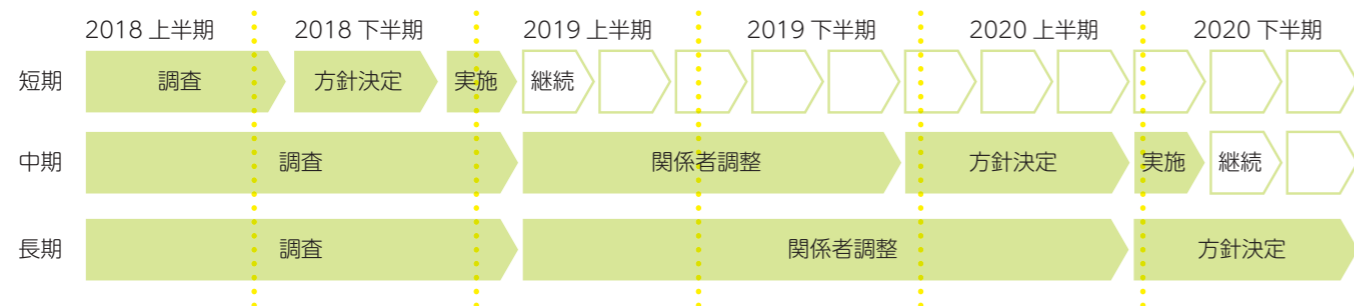 2018 上半期 2018 下半期 2019 上半期 2019 下半期 2020 上半期 2020 下半期
短期 調査 方針決定 実施 継続
中期 調査 関係者調整 方針決定 実施 継続
長期 調査 関係者調整 方針決定